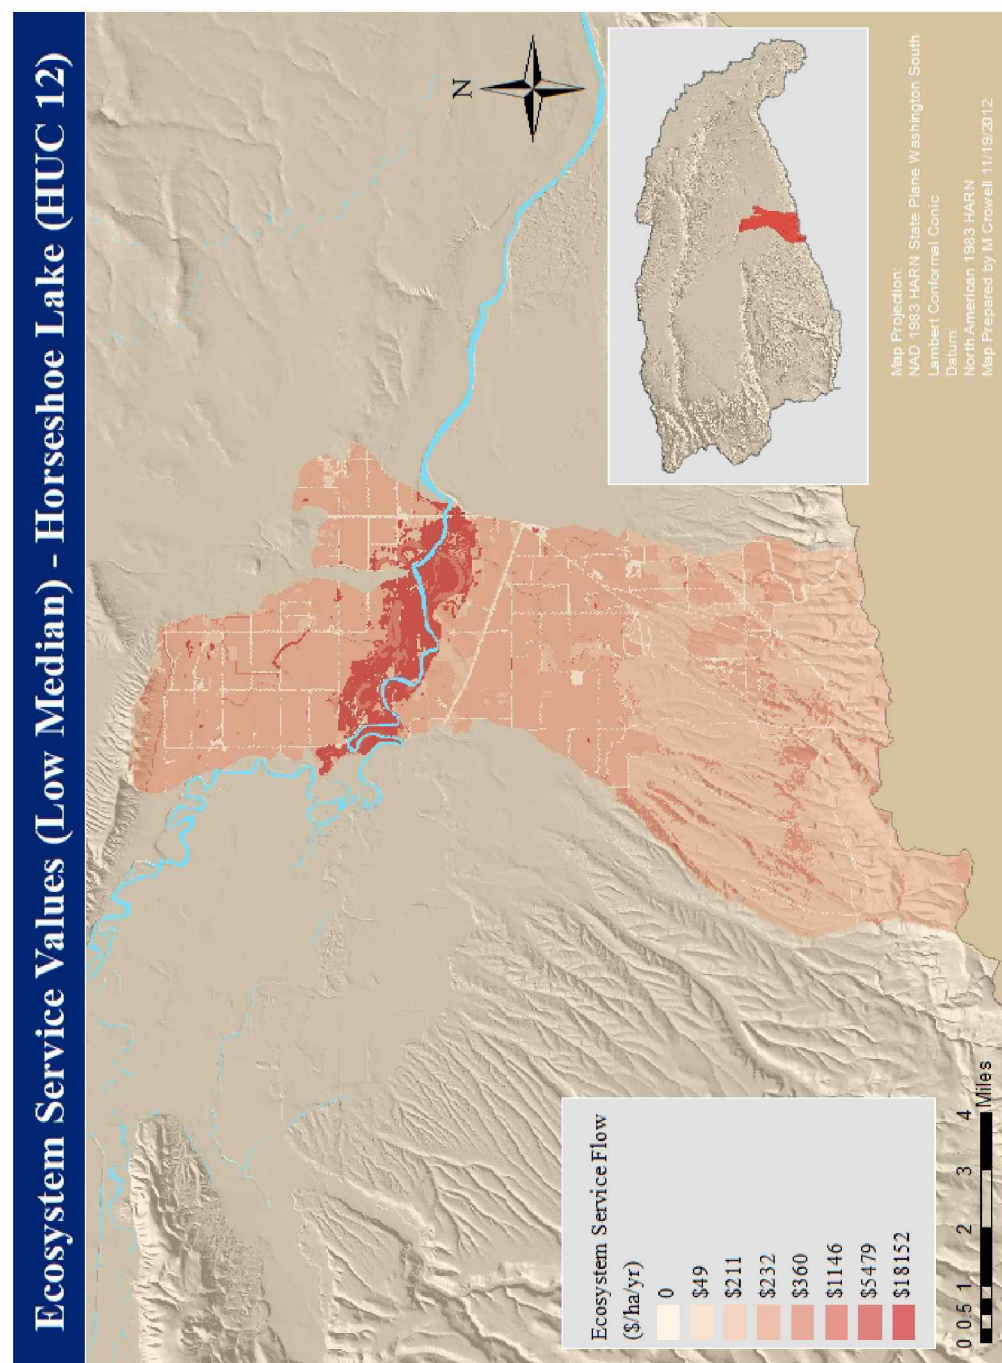 Ecosystem Service Values (Low Median) - Horseshoe Lake (HUC 12)
N
Ecosystem Service Flow
($/ha/yr)
0
$49
$211
$232
$360
$1146
$5479
$18152
0 0.5 1 2 3 4
Miles
Map Projection:
NAD 1983 HARN State Plane Washington South
Lambert Conformal Conic
Datum:
North American 1983 HARN
Map Prepared by M Crowell 11/19/2012